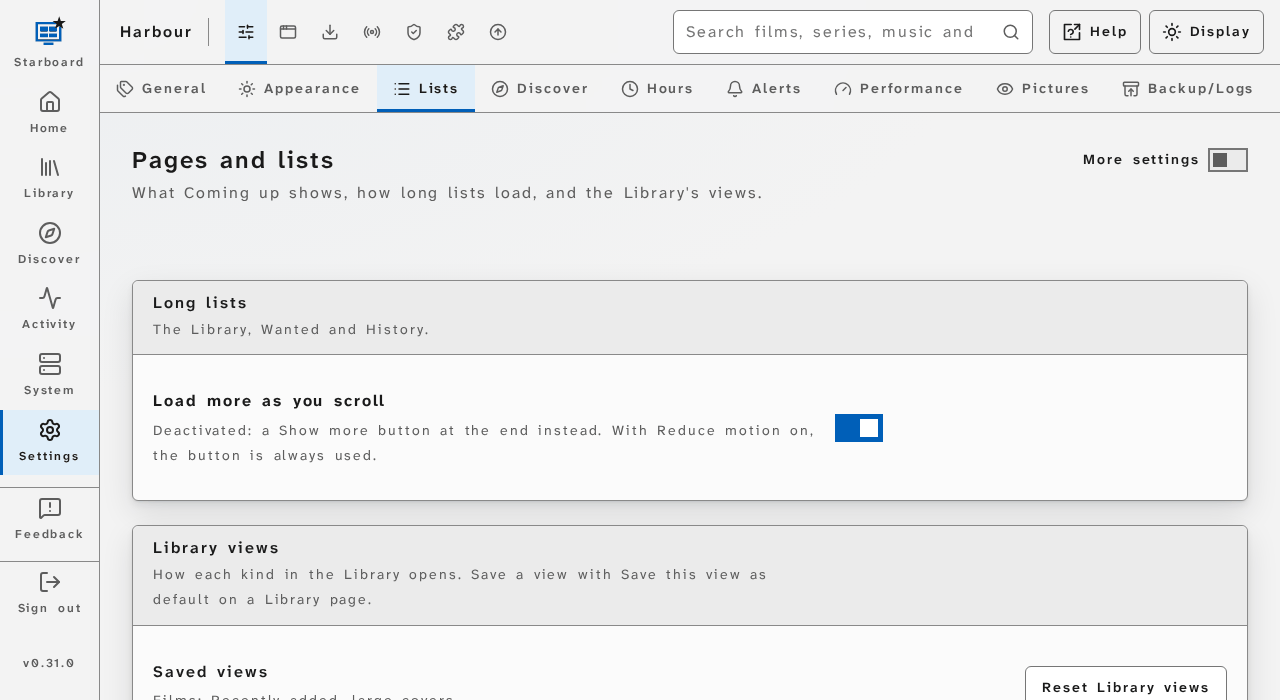 Starboard
Home
Library
Discover
Activity
System
Settings
Feedback
Sign out
v0.31.0
Harbour
Search films, series, music and
Help
Display
General
Appearance
Lists
Discover
Hours
Alerts
Performance
Pictures
Backup/Logs
Pages and lists
What Coming up shows, how long lists load, and the Library's views.
More settings
Long lists
The Library, Wanted and History.
Load more as you scroll
Deactivated: a Show more button at the end instead. With Reduce motion on,
the button is always used.
Library views
How each kind in the Library opens. Save a view with Save this view as
default on a Library page.
Saved views
Films: Recently added, large covers
Reset Library views